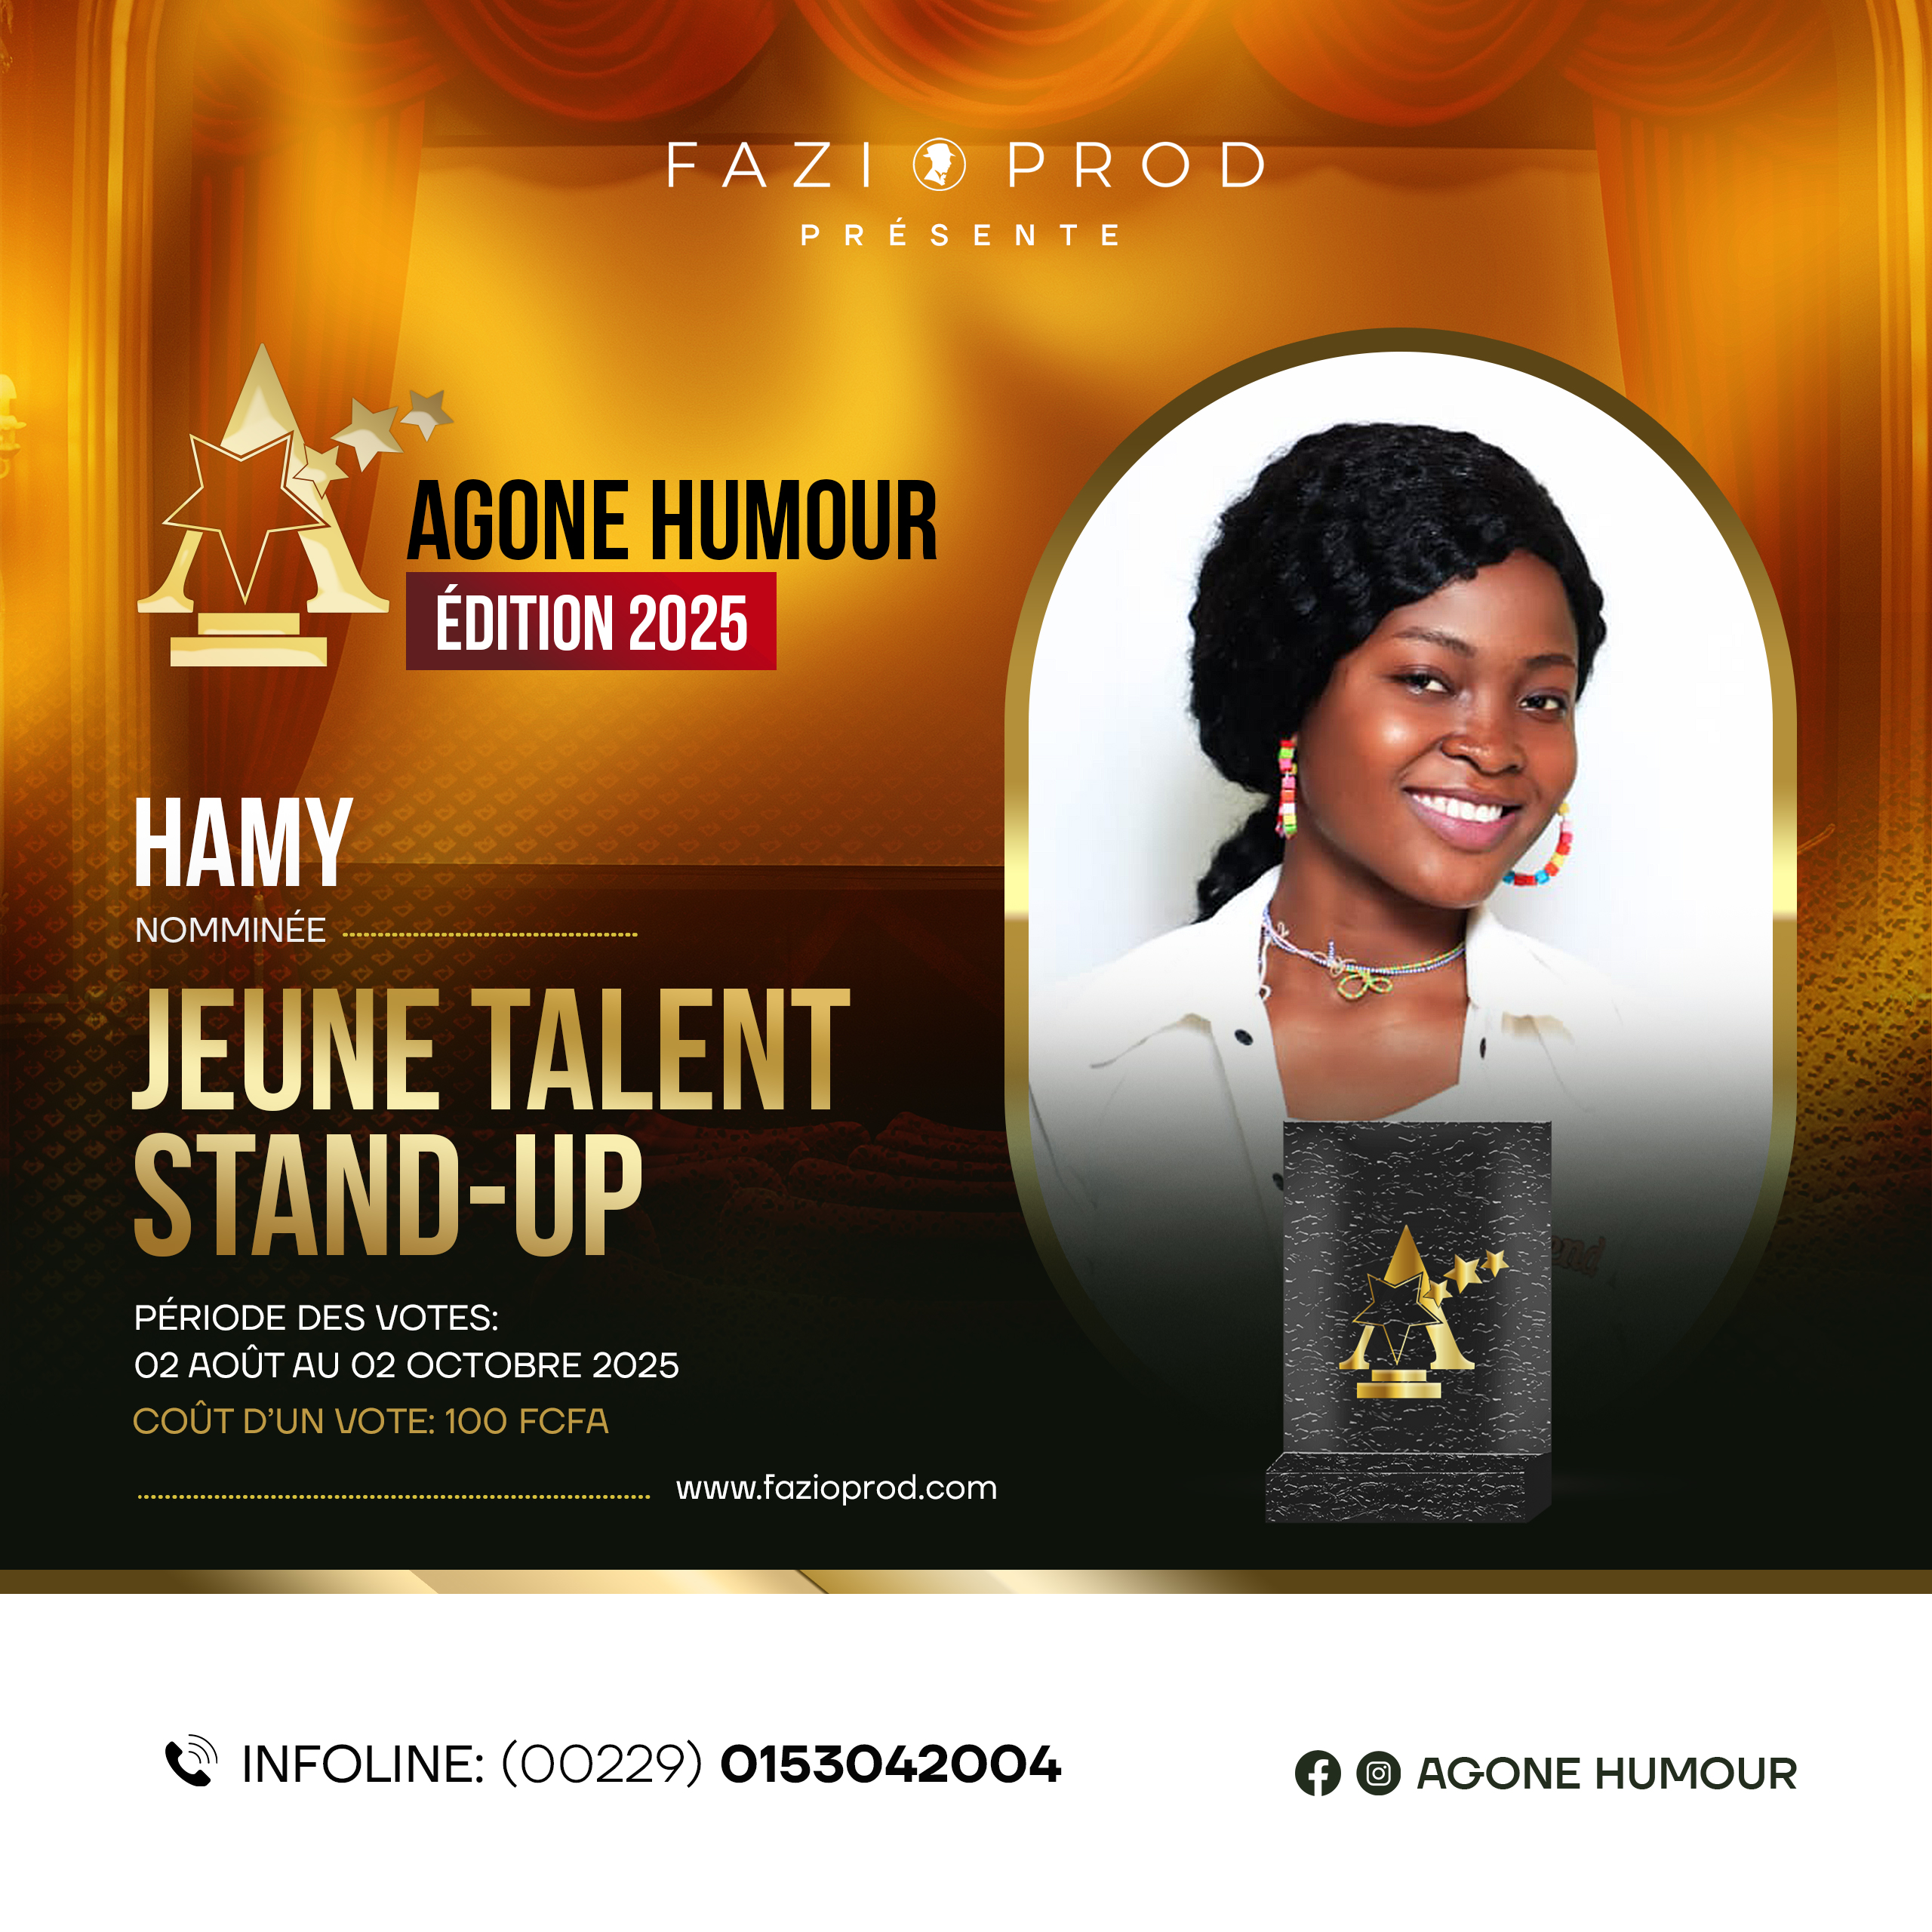 FAZIO PROD
PRÉSENTE
AGONE HUMOUR
ÉDITION 2025
HAMY
NOMMINÉE
JEUNE TALENT
STAND-UP
PÉRIODE DES VOTES:
02 AOÛT AU 02 OCTOBRE 2025
COÛT D'UN VOTE: 100 FCFA
www.fazioprod.com
INFOLINE: (00229) 0153042004
AGONE HUMOUR